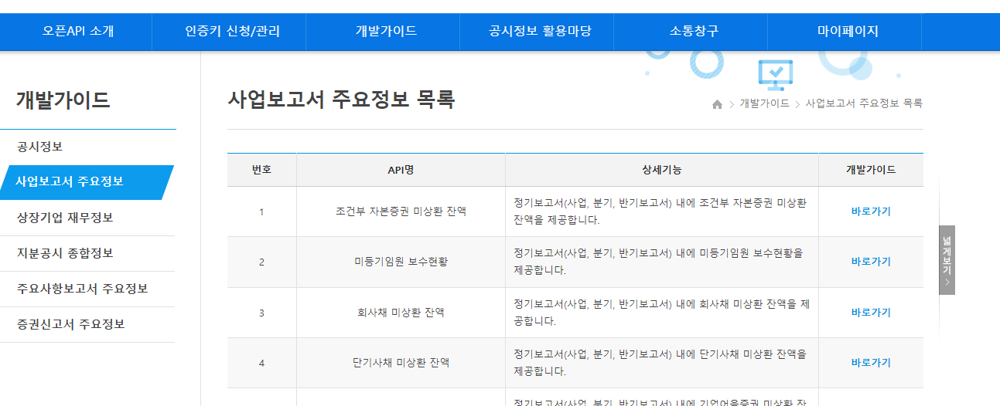 오픈API 소개
인증키 신청/관리
개발가이드
공시정보 활용마당
소통창구
마이페이지
개발가이드
공시정보
사업보고서 주요정보
상장기업 재무정보
지분공시 종합정보
주요사항보고서 주요정보
증권신고서 주요정보
사업보고서 주요정보 목록
개발가이드 > 사업보고서 주요정보 목록
번호 API명 상세기능 개발가이드
1 조건부 자본증권 미상환 잔액 정기보고서(사업, 분기, 반기보고서) 내에 조건부 자본증권 미상환
잔액을 제공합니다. 바로가기
2 미등기임원 보수현황 정기보고서(사업, 분기, 반기보고서) 내에 미등기임원 보수현황을
제공합니다. 바로가기
3 회사채 미상환 잔액 정기보고서(사업, 분기, 반기보고서) 내에 회사채 미상환 잔액을 제
공합니다. 바로가기
4 단기사채 미상환 잔액 정기보고서(사업, 분기, 반기보고서) 내에 단기사채 미상환 잔액을
제공합니다. 바로가기
정기보고서(사업, 분기, 반기보고서) 내에 기업어음증권 미상환 잔
넓게보기 >